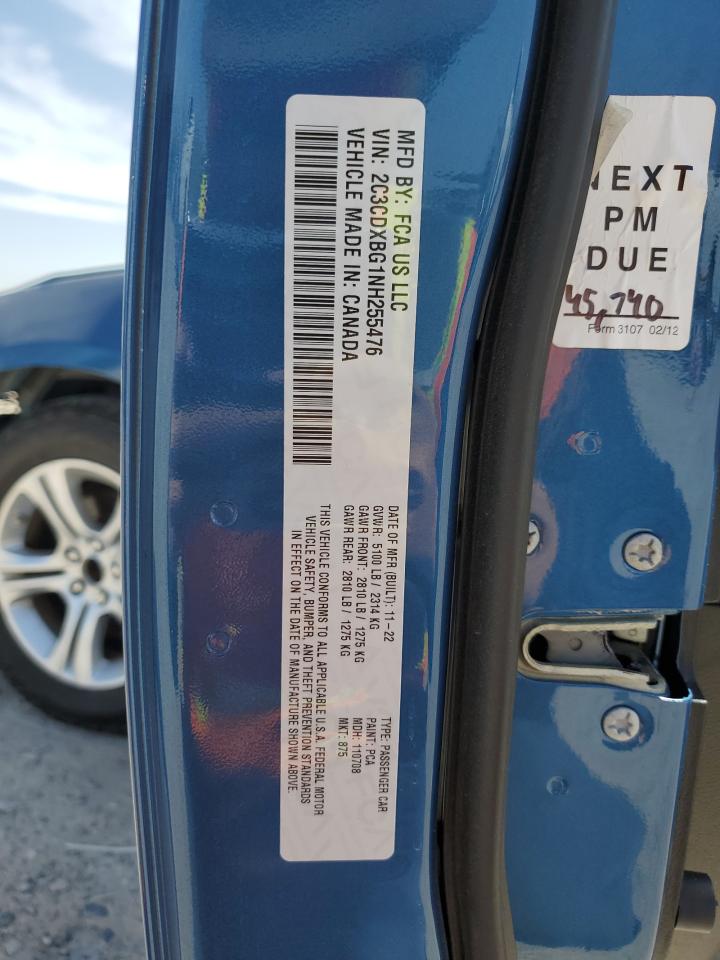 MFD BY: FCA US LLC
VIN: 2C3CDXBG1NH255476
VEHICLE MADE IN: CANADA
DATE OF MFR (BUILT): 11-22
GVWR: 5100 LB / 2314 KG
GAWR FRONT: 2810 LB / 1275 KG
GAWR REAR: 2810 LB / 1275 KG
THIS VEHICLE CONFORMS TO ALL APPLICABLE U.S.A. FEDERAL MOTOR
VEHICLE SAFETY, BUMPER, AND THEFT PREVENTION STANDARDS
IN EFFECT ON THE DATE OF MANUFACTURE SHOWN ABOVE.
TYPE: PASSENGER CAR
PAINT: PCA
MDH: 110708
MKT: 875
NEXT
PM
DUE
45,740
Form 3107 02/12